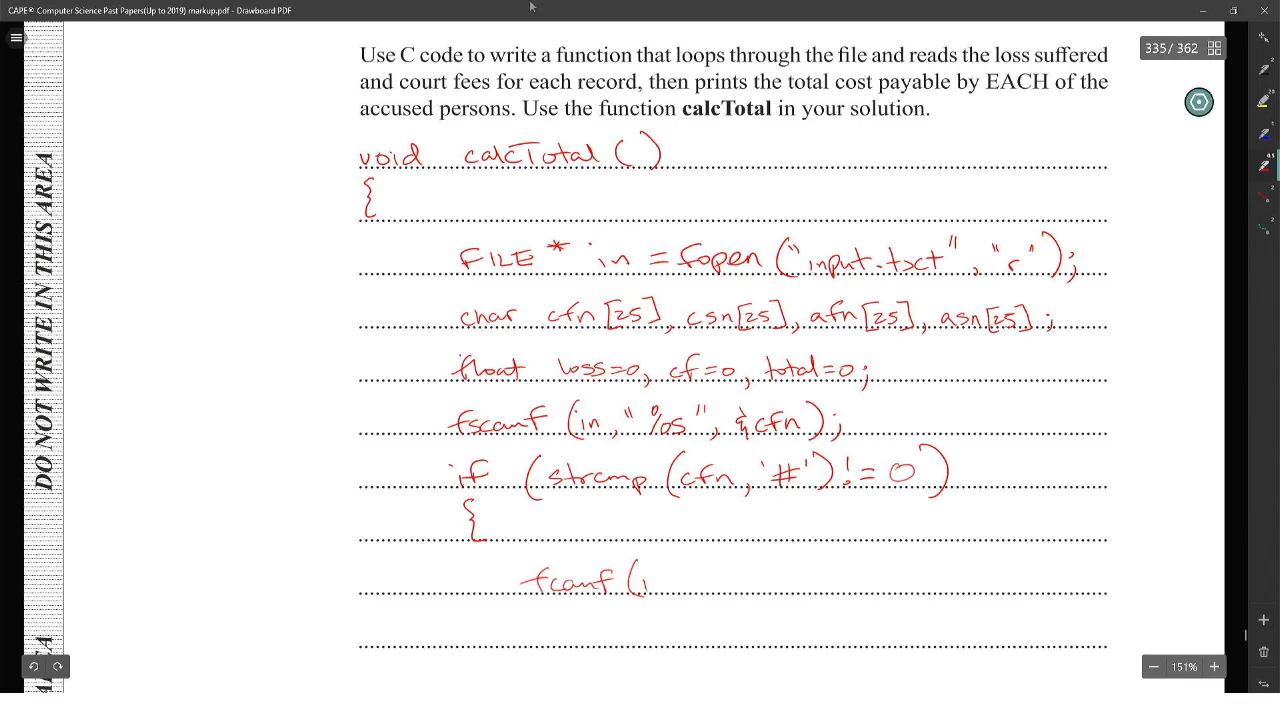 CAPE® Computer Science Past Papers(Up to 2019) markup.pdf - Drawboard PDF
335 / 362
Use C code to write a function that loops through the file and reads the loss suffered
and court fees for each record, then prints the total cost payable by EACH of the
accused persons. Use the function calcTotal in your solution.
void calcTotal ( )
{
FILE * in = fopen ("input.txt", "r");
char cfn [25], csn [25], afn [25], asn [25];
float loss=0, cf=0, total=0;
fscanf (in, "%s", &cfn);
if (strcmp (cfn, '#') != 0)
{
fcanf (i
DO NOT WRITE IN THIS AREA
EA
151%